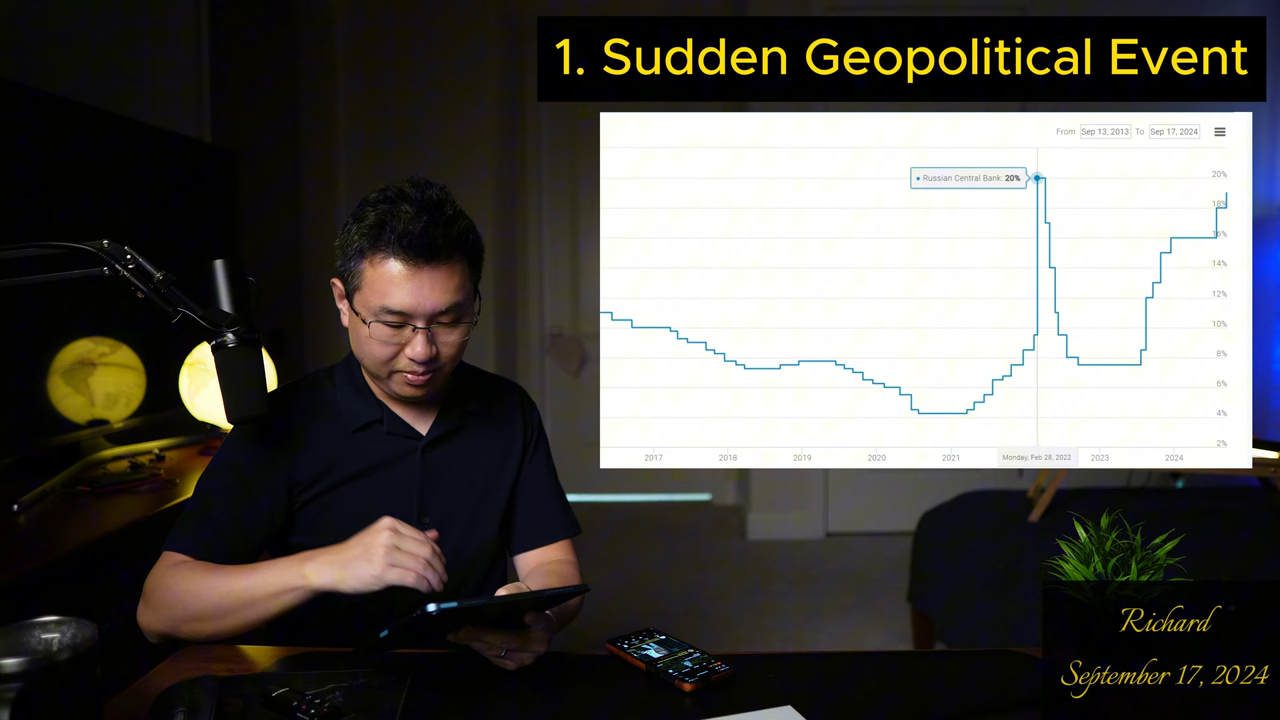 1. Sudden Geopolitical Event
From Sep 13, 2013 To Sep 17, 2024
Russian Central Bank: 20%
20%
18%
16%
14%
12%
10%
8%
6%
4%
2%
2017 2018 2019 2020 2021 Monday, Feb 28, 2022 2023 2024
Richard
September 17, 2024